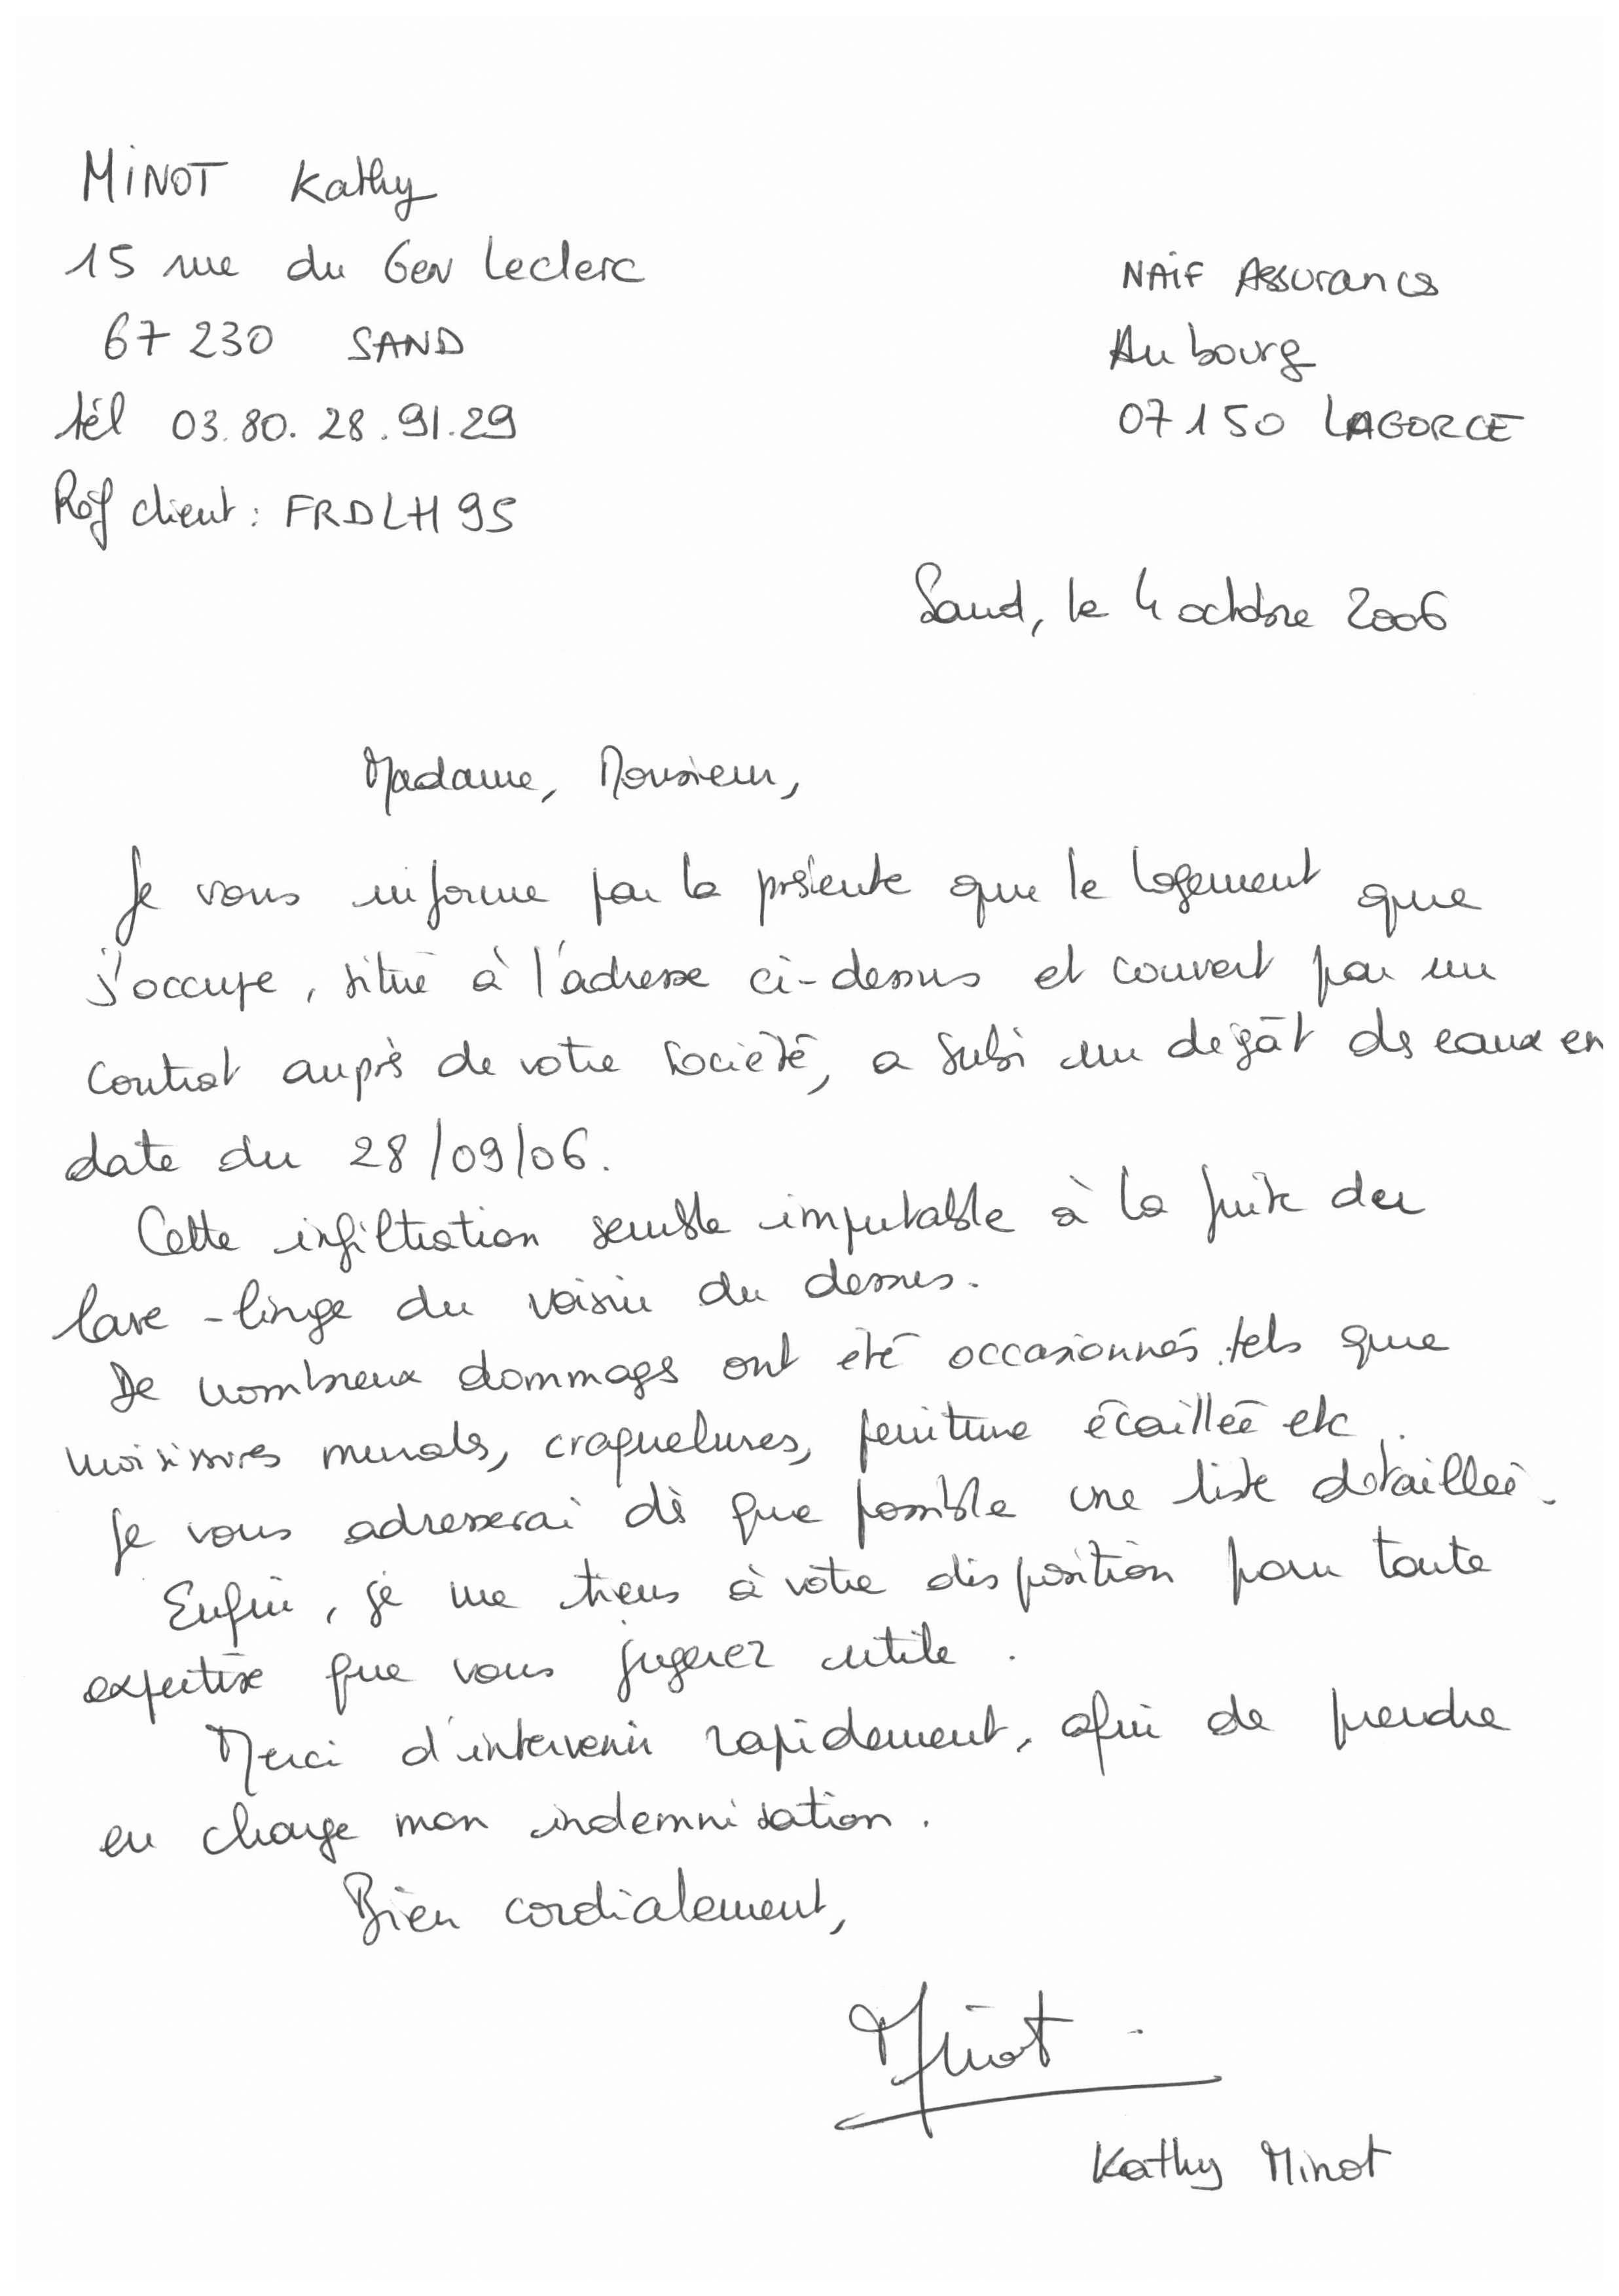 MINOT Kathy
15 rue du Gen Leclerc
67 230 SAND
tél 03.80.28.91.29
Réf client : FRDLH95
NAIF Assurances
Au bourg
07150 LAGORCE
Sand, le 4 octobre 2006
Madame, Monsieur,
Je vous informe par la présente que le logement que
j'occupe, situé à l'adresse ci-dessus et couvert par un
contrat auprès de votre société, a subi un dégât des eaux en
date du 28/09/06.
Cette infiltration semble imputable à la fuite du
lave-linge du voisin du dessus.
De nombreux dommages ont été occasionnés tels que
moisissures murales, craquelures, peinture écaillée etc.
Je vous adresserai dès que possible une liste détaillée.
Enfin, je me tiens à votre disposition pour toute
expertise que vous jugerez utile.
Merci d'intervenir rapidement, afin de prendre
en charge mon indemnisation.
Bien cordialement,
Minot
Kathy Minot